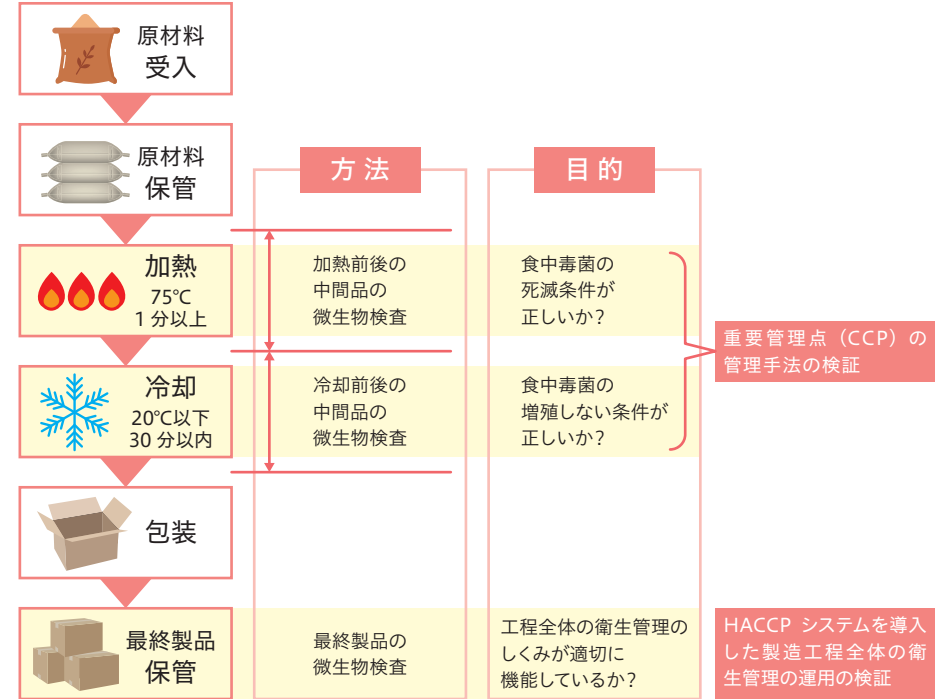 原材料
受入
原材料
保管
方法
目的
加熱
75℃
1分以上
加熱前後の
中間品の
微生物検査
食中毒菌の
死滅条件が
正しいか？
重要管理点（CCP）の
管理手法の検証
冷却
20℃以下
30分以内
冷却前後の
中間品の
微生物検査
食中毒菌の
増殖しない条件が
正しいか？
包装
最終製品
保管
最終製品の
微生物検査
工程全体の衛生管理の
しくみが適切に
機能しているか？
HACCP システムを導入
した製造工程全体の衛
生管理の運用の検証